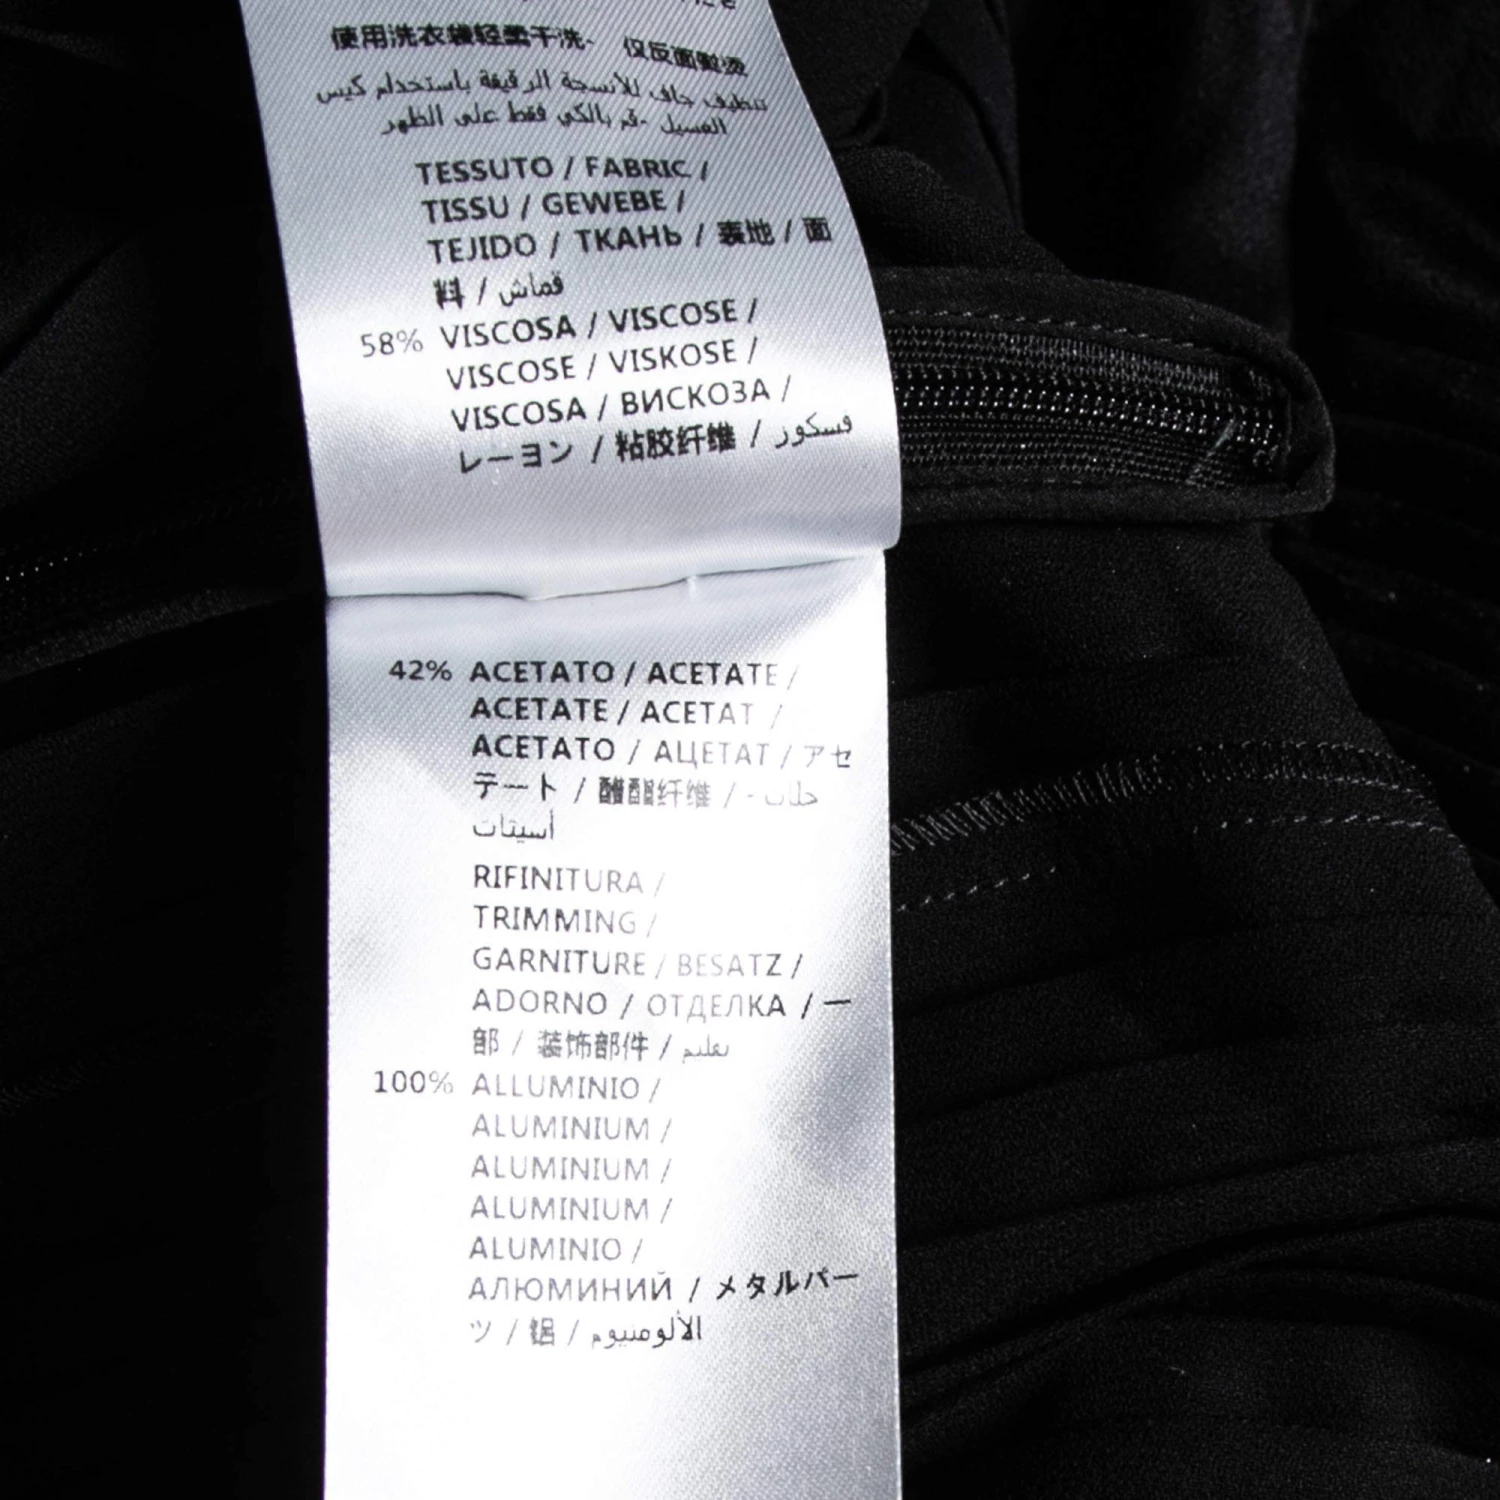 使用洗衣袋轻柔干洗、 仅反面熨烫
تنظيف جاف للأنسجة الرقيقة باستخدام كيس
الغسيل -قم بالكي فقط على الظهر
TESSUTO / FABRIC /
TISSU / GEWEBE /
TEJIDO / ТКАНЬ / 表地 / 面
料 / قماش
58% VISCOSA / VISCOSE /
VISCOSE / VISKOSE /
VISCOSA / ВИСКОЗА /
レーヨン / 粘胶纤维 / فسكوز
42% ACETATO / ACETATE /
ACETATE / ACETAT /
ACETATO / АЦЕТАТ / アセ
テート / 醋酯纤维 / -
أسيتات
RIFINITURA /
TRIMMING /
GARNITURE / BESATZ /
ADORNO / ОТДЕЛКА / 一
部 / 装饰部件 / تقليم
100% ALLUMINIO /
ALUMINIUM /
ALUMINIUM /
ALUMINIUM /
ALUMINIO /
АЛЮМИНИЙ / メタルパー
ツ / 铝 / الألومنيوم